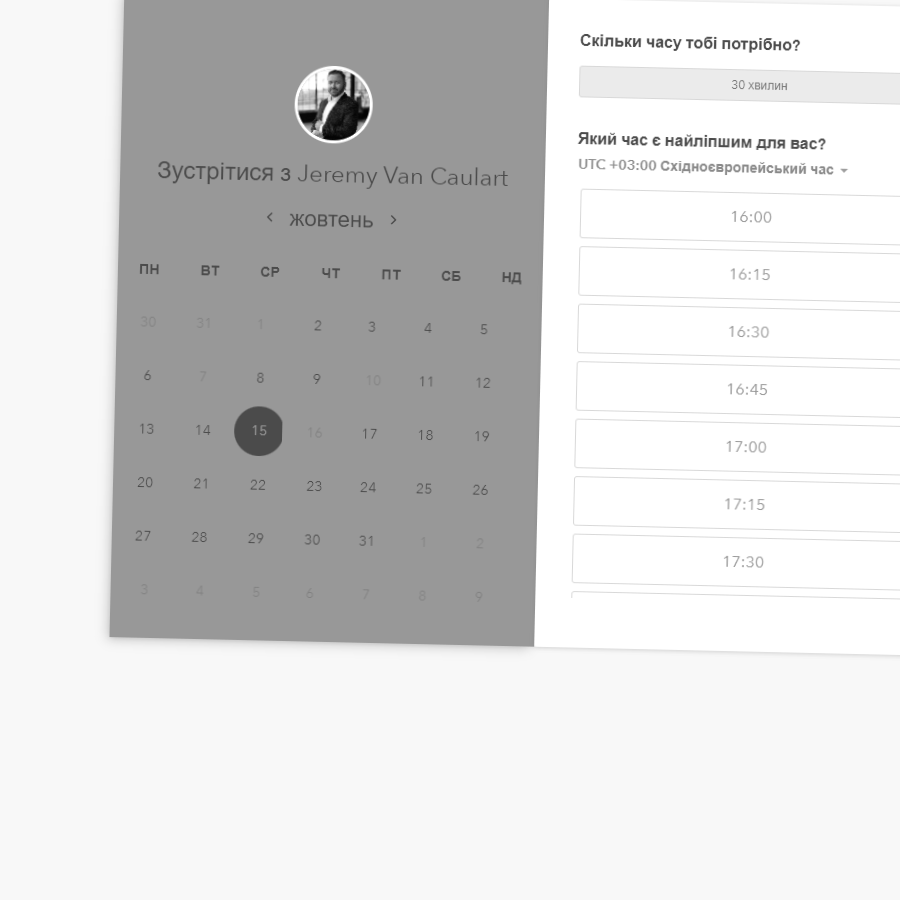 Зустрітися з Jeremy Van Caulart
жовтень
ПН ВТ СР ЧТ ПТ СБ НД
30 31 1 2 3 4 5
6 7 8 9 10 11 12
13 14 15 16 17 18 19
20 21 22 23 24 25 26
27 28 29 30 31 1 2
3 4 5 6 7 8 9
Скільки часу тобі потрібно?
30 хвилин
Який час є найліпшим для вас?
UTC +03:00 Східноєвропейський час
16:00
16:15
16:30
16:45
17:00
17:15
17:30